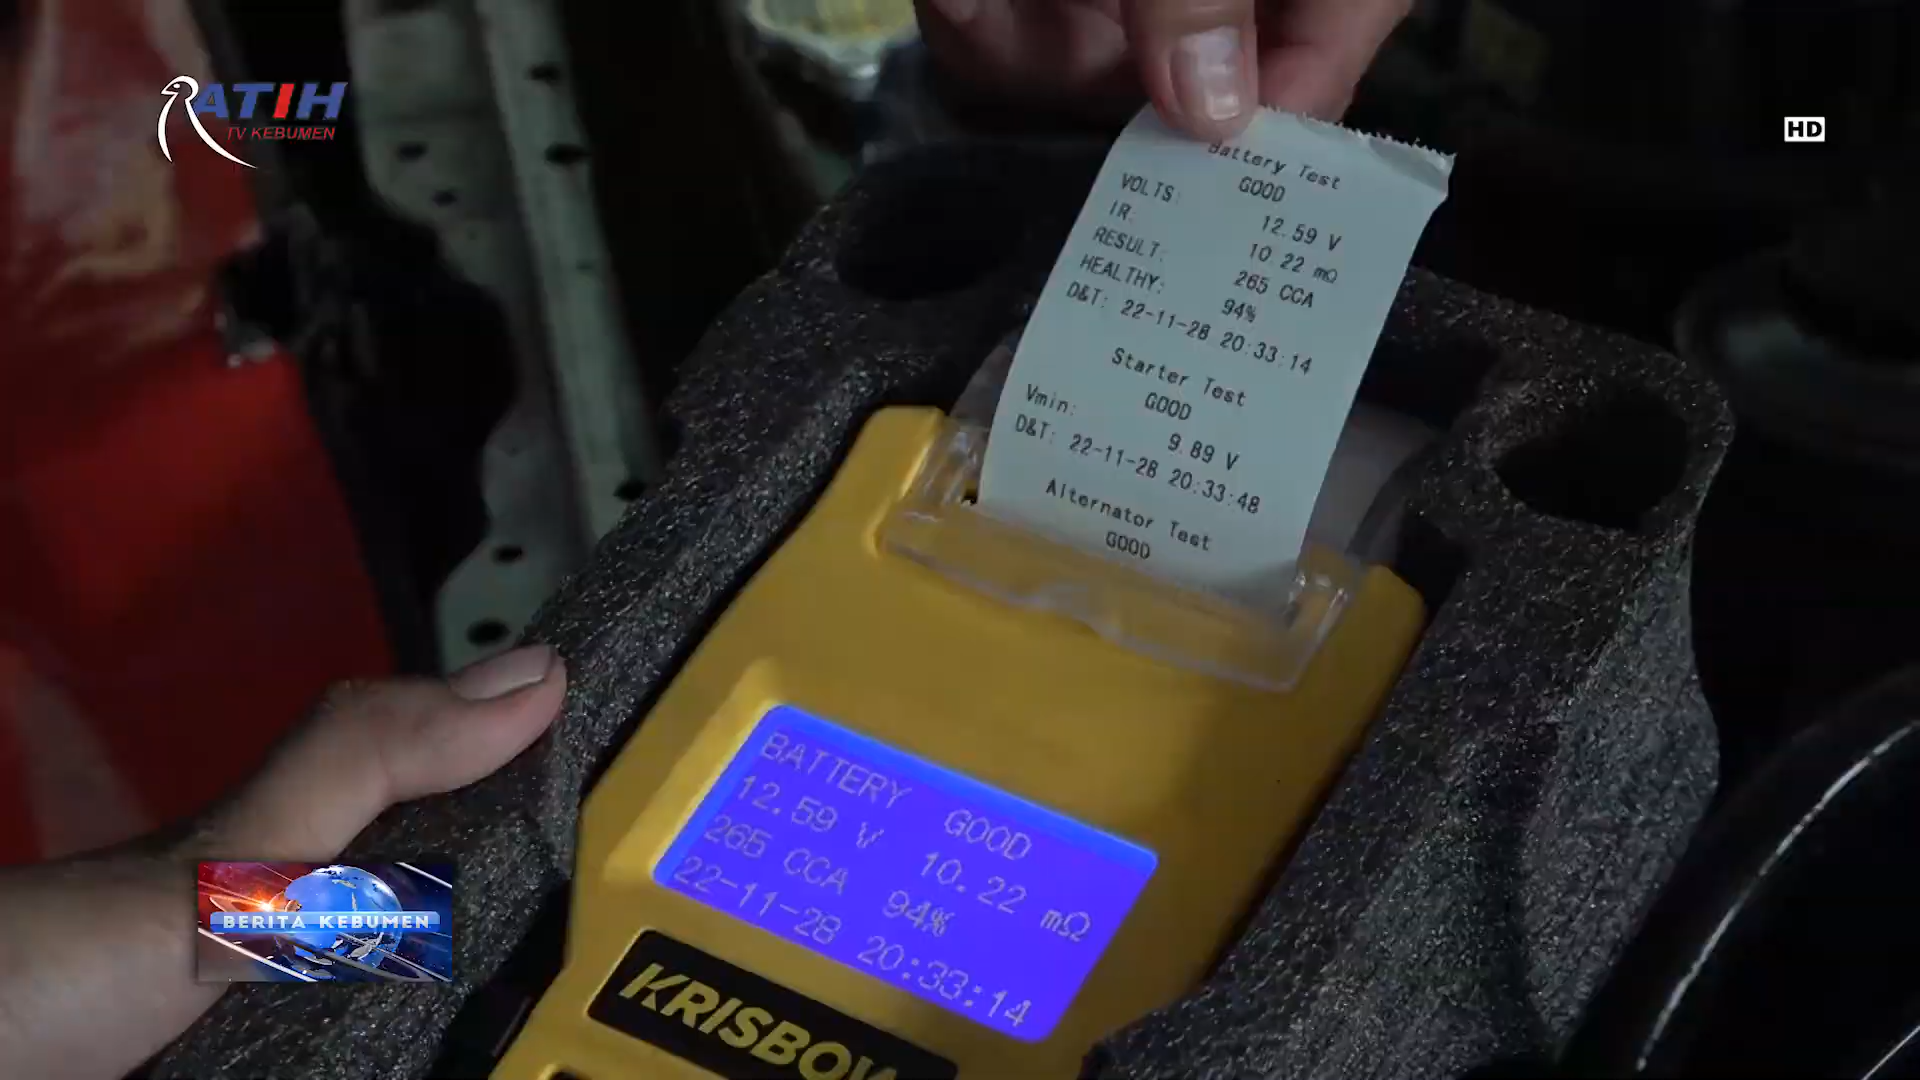 RATIH
TV KEBUMEN
HD
Battery Test
GOOD
VOLTS: 12.59 V
IR: 10.22 mΩ
RESULT: 265 CCA
HEALTHY: 94%
D&T: 22-11-28 20:33:14
Starter Test
GOOD
Vmin: 9.89 V
D&T: 22-11-28 20:33:48
Alternator Test
GOOD
BATTERY GOOD
12.59 V 10.22 mΩ
265 CCA 94%
22-11-28 20:33:14
KRISBOW
BERITA KEBUMEN